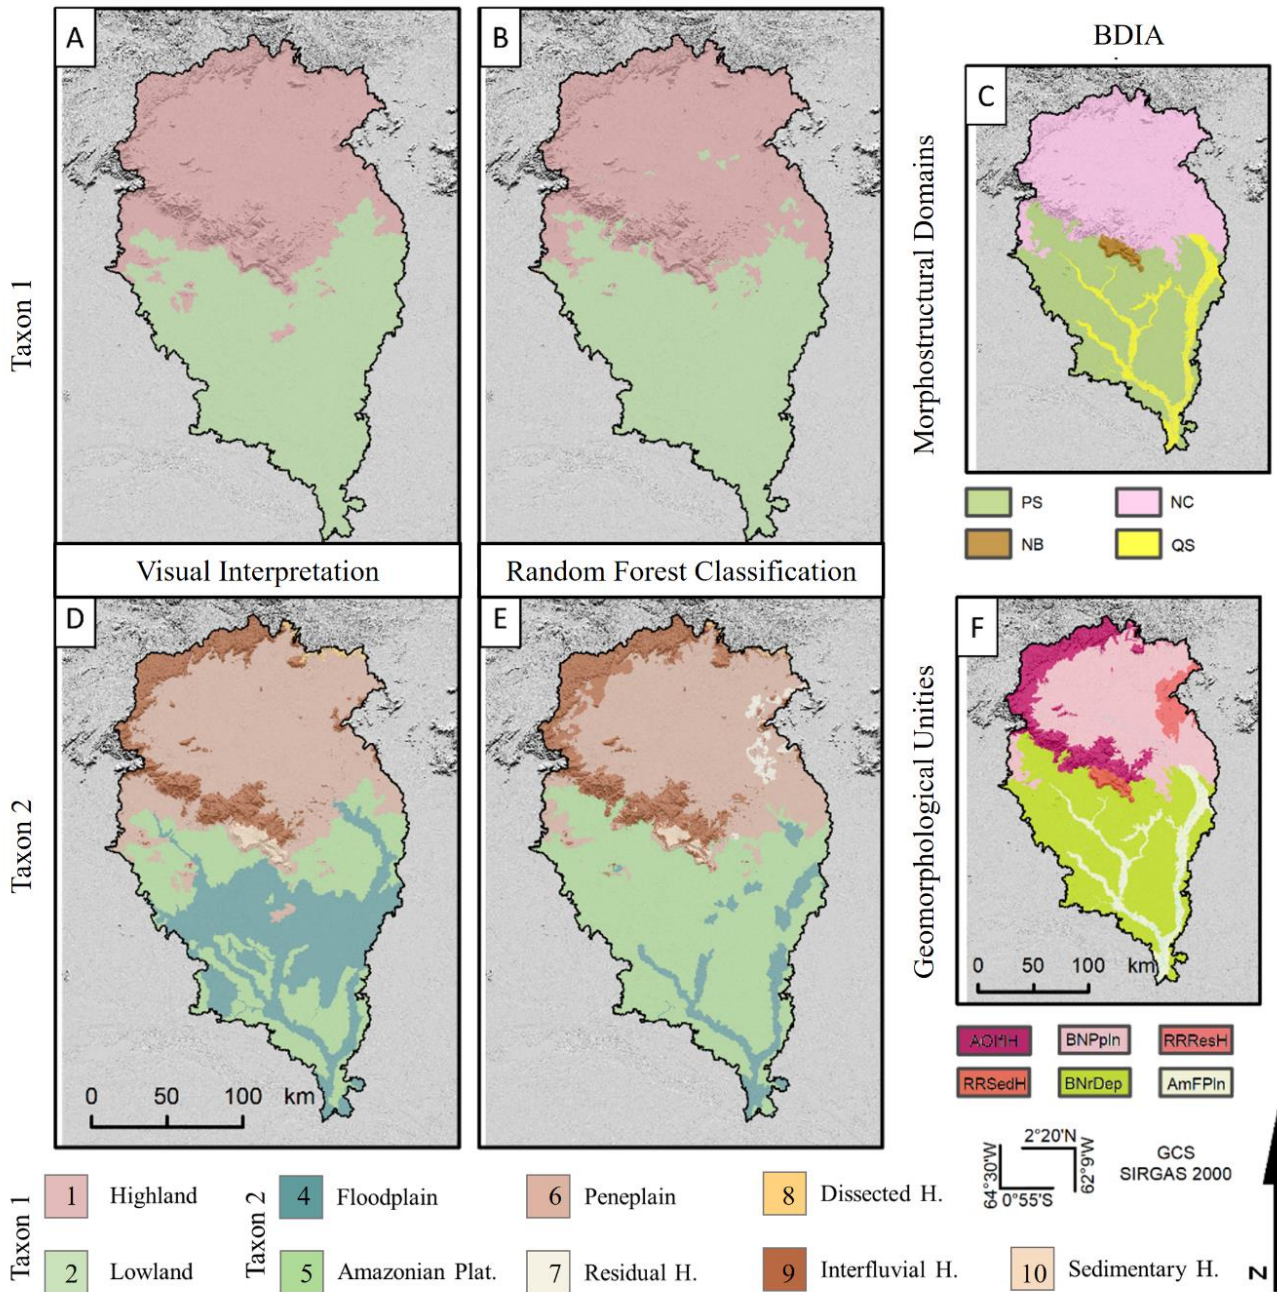 A
B
BDIA
C
Taxon 1
Morphostructural Domains
PS
NC
NB
QS
Visual Interpretation
Random Forest Classification
D
E
F
Taxon 2
Geomorphological Unities
0 50 100 km
0 50 100 km
AOIfH
BNPpln
RRResH
RRSedH
BNrDep
AmFPln
2°20'N
64°30'W
62°9'W
0°55'S
GCS
SIRGAS 2000
N
Taxon 1
1 Highland
2 Lowland
Taxon 2
4 Floodplain
5 Amazonian Plat.
6 Peneplain
7 Residual H.
8 Dissected H.
9 Interfluvial H.
10 Sedimentary H.